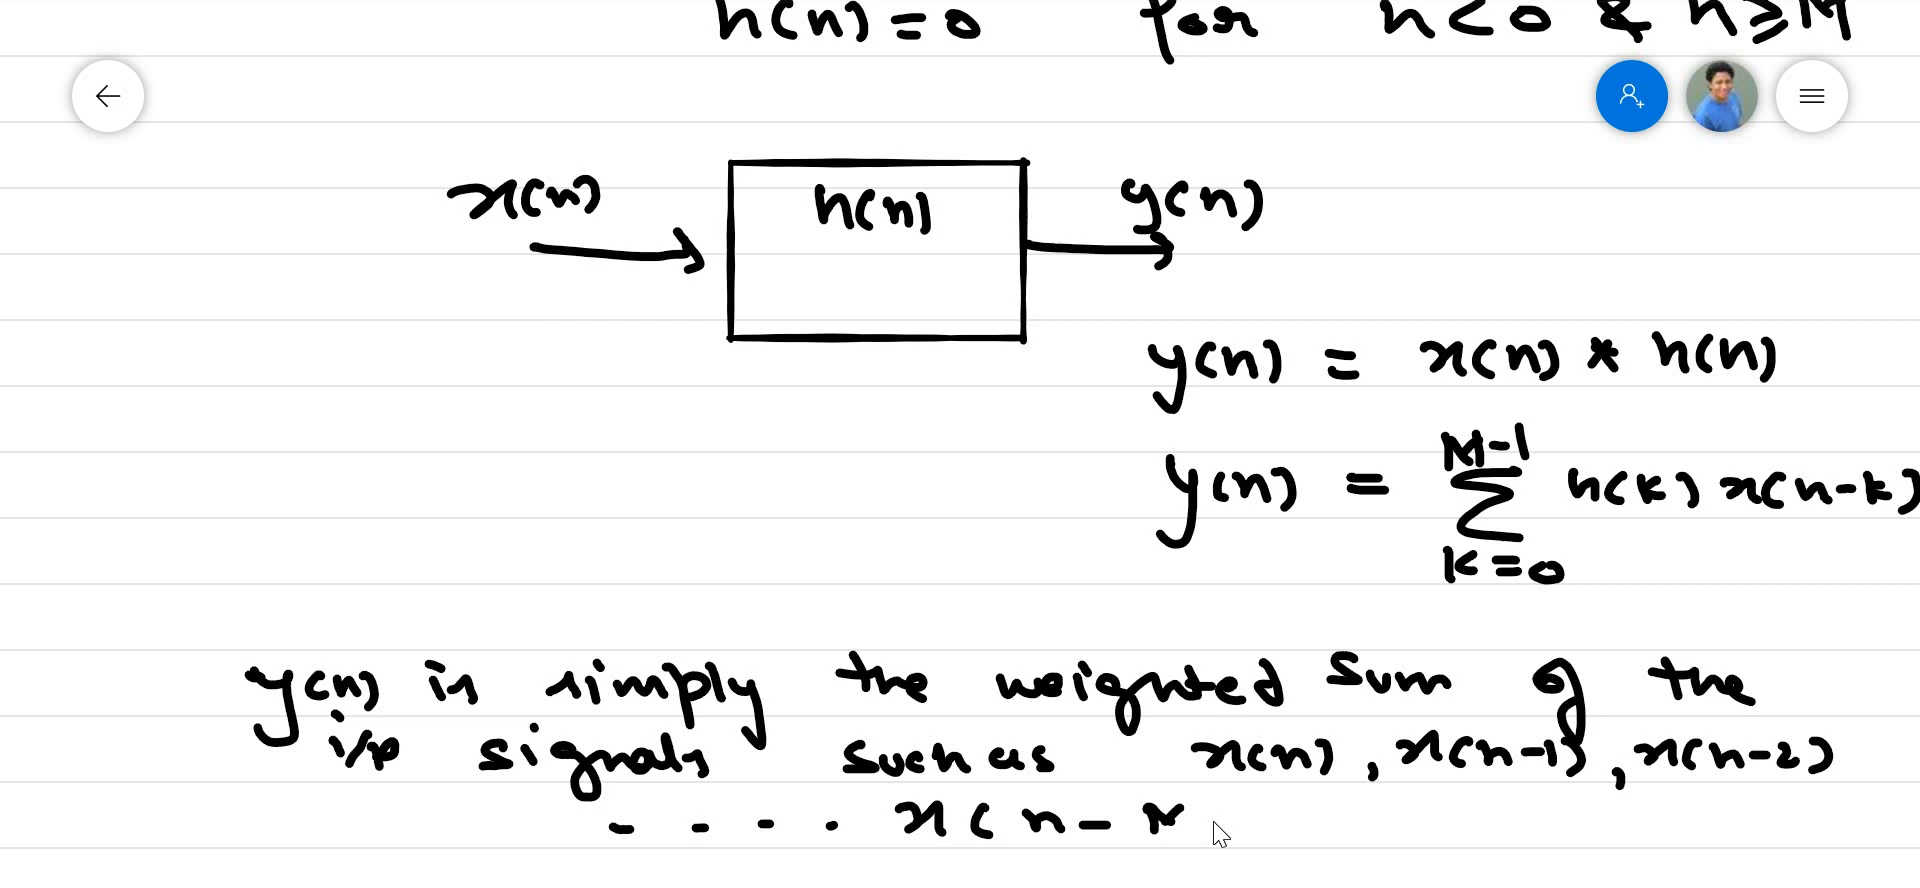 h(n) = 0 for n < 0 & n ≥ M
x(n) h(n) y(n)
y(n) = x(n) * h(n)
M-1
y(n) = ∑ h(k) x(n-k)
k=0
y(n) is simply the weighted sum of the
i/p signals such as x(n), x(n-1), x(n-2)
- - - . x(n-M